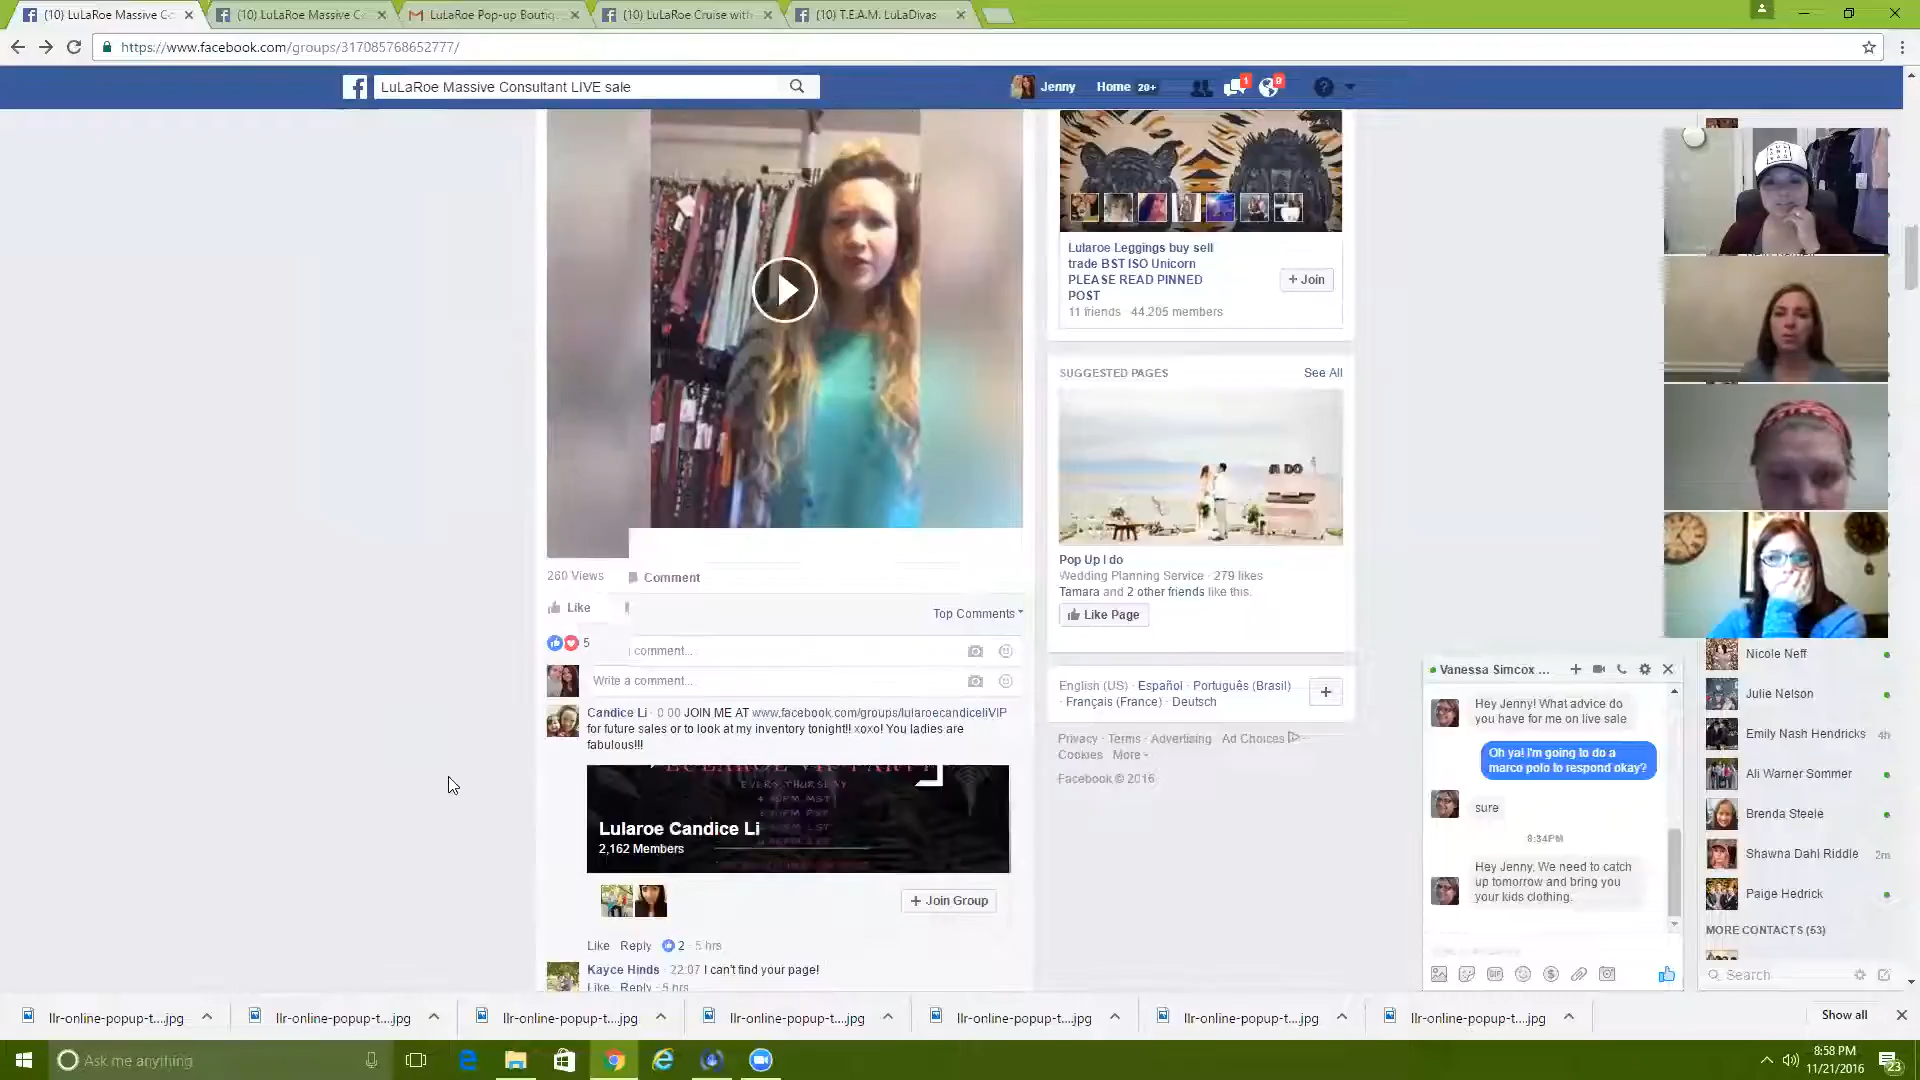 (10) LuLaRoe Massive Co
(10) LuLaRoe Massive C
LuLaRoe Pop-up Boutiq
(10) LuLaRoe Cruise with
(10) T.E.A.M. LuLaDivas
https://www.facebook.com/groups/317085768652777/
LuLaRoe Massive Consultant LIVE sale
Jenny
Home 20+
1
9
Lularoe Leggings buy sell
trade BST ISO Unicorn
PLEASE READ PINNED
POST
+ Join
11 friends 44,205 members
SUGGESTED PAGES
See All
I DO
Pop Up I do
Wedding Planning Service · 279 likes
Tamara and 2 other friends like this.
Like Page
260 Views
Comment
Like
Top Comments
5
comment...
Write a comment...
Candice Li · 0:00 JOIN ME AT www.facebook.com/groups/lularoecandiceliVIP
for future sales or to look at my inventory tonight!! xoxo! You ladies are
fabulous!!!
LULAROE VIP PARTY
EVERY THURSDAY
Lularoe Candice Li
2,162 Members
+ Join Group
Like Reply 2 · 5 hrs
Kayce Hinds · 22:07 I can't find your page!
Like Reply 5 hrs
English (US) · Español · Português (Brasil)
· Français (France) · Deutsch
Privacy · Terms · Advertising · Ad Choices ·
Cookies · More
Facebook © 2016
Vanessa Simcox ...
Hey Jenny! What advice do
you have for me on live sale
Oh ya! I'm going to do a
marco polo to respond okay?
sure
8:34PM
Hey Jenny, We need to catch
up tomorrow and bring you
your kids clothing.
GIF
Nicole Neff
Julie Nelson
Emily Nash Hendricks 4h
Ali Warner Sommer
Brenda Steele
Shawna Dahl Riddle 2m
Paige Hedrick
MORE CONTACTS (53)
Search
llr-online-popup-t....jpg
llr-online-popup-t....jpg
llr-online-popup-t....jpg
llr-online-popup-t....jpg
llr-online-popup-t....jpg
llr-online-popup-t....jpg
llr-online-popup-t....jpg
Show all
Ask me anything
8:58 PM
11/21/2016
23